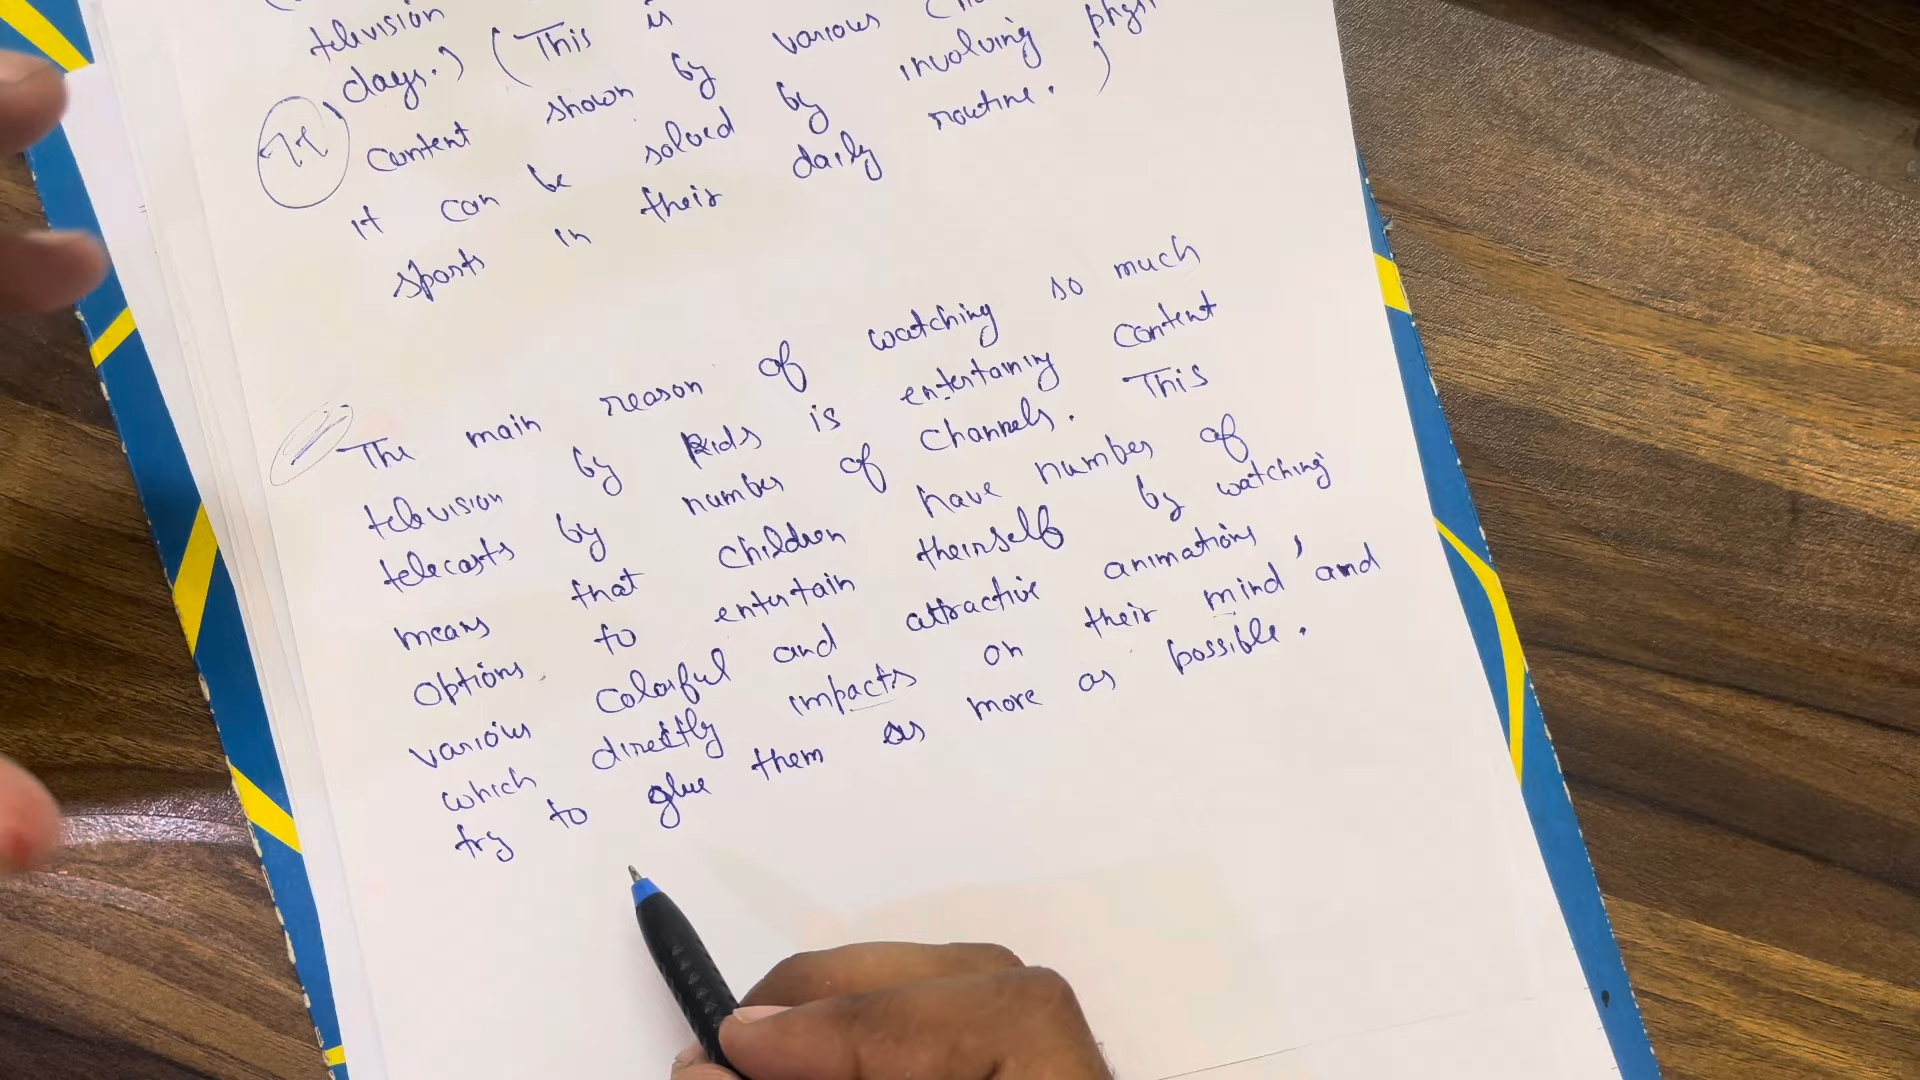 television
days.) (This is
content shown by various
it can be solved by involving
sports in their daily routine.)
The main reason of watching so much
television by kids is entertaining content
telecasts by number of channels. This
means that children have number of
options to entertain theirself by watching
various colorful and attractive animations,
which directly impacts on their mind and
try to glue them as more as possible.